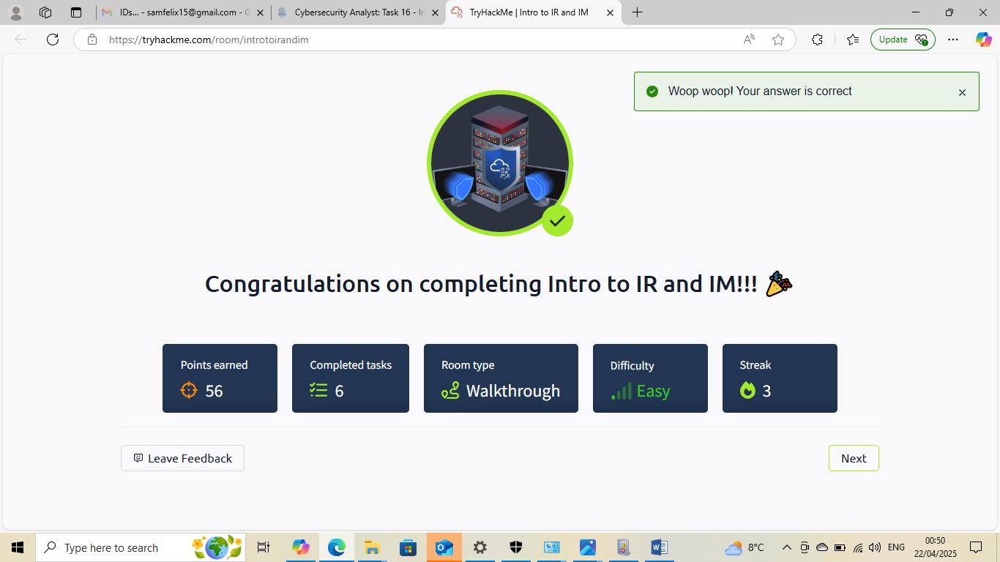 IDs... - samfelix15@gmail.com - G
Cybersecurity Analyst: Task 16 - In
TryHackMe | Intro to IR and IM
https://tryhackme.com/room/introtoirandim
Update
Woop woop! Your answer is correct
Congratulations on completing Intro to IR and IM!!!
Points earned
56
Completed tasks
6
Room type
Walkthrough
Difficulty
Easy
Streak
3
Leave Feedback
Next
Type here to search
8°C
ENG
00:50
22/04/2025